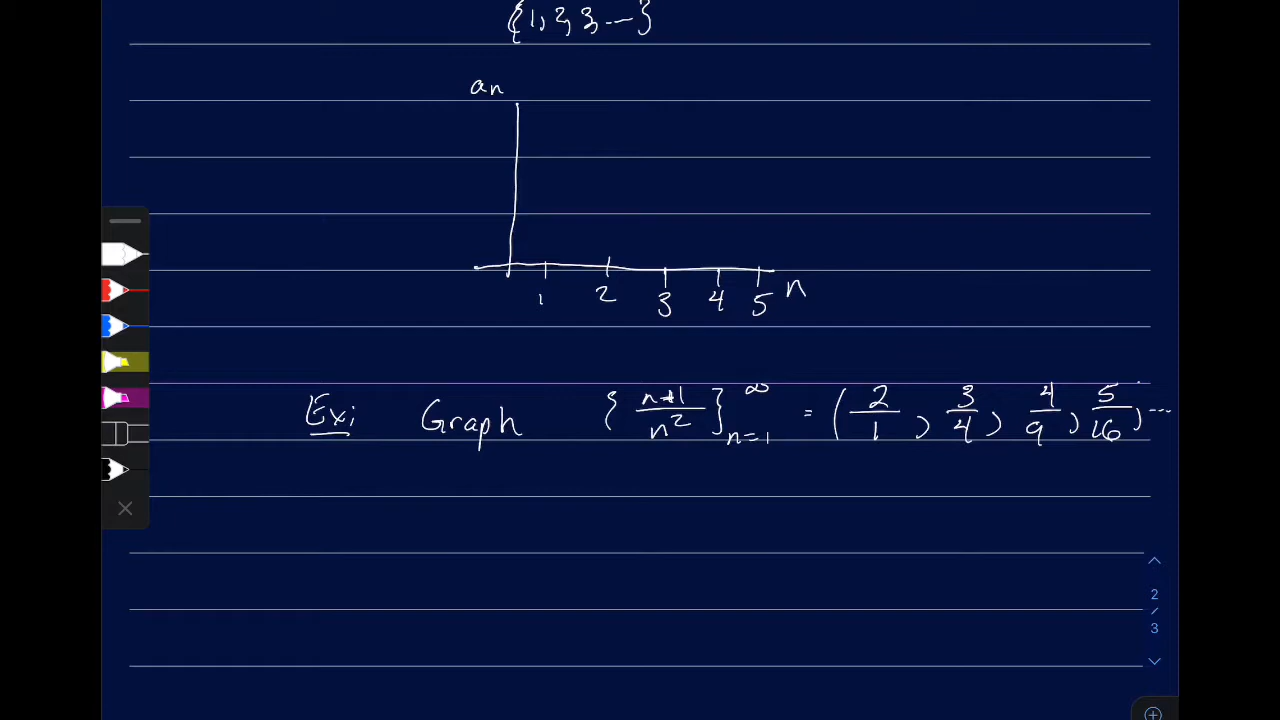 {1, 2, 3, ...}
an
1 2 3 4 5 n
Ex: Graph { n+1 / n² }∞ n=1 = ( 2/1, 3/4, 4/9, 5/16, ...
2
/
3